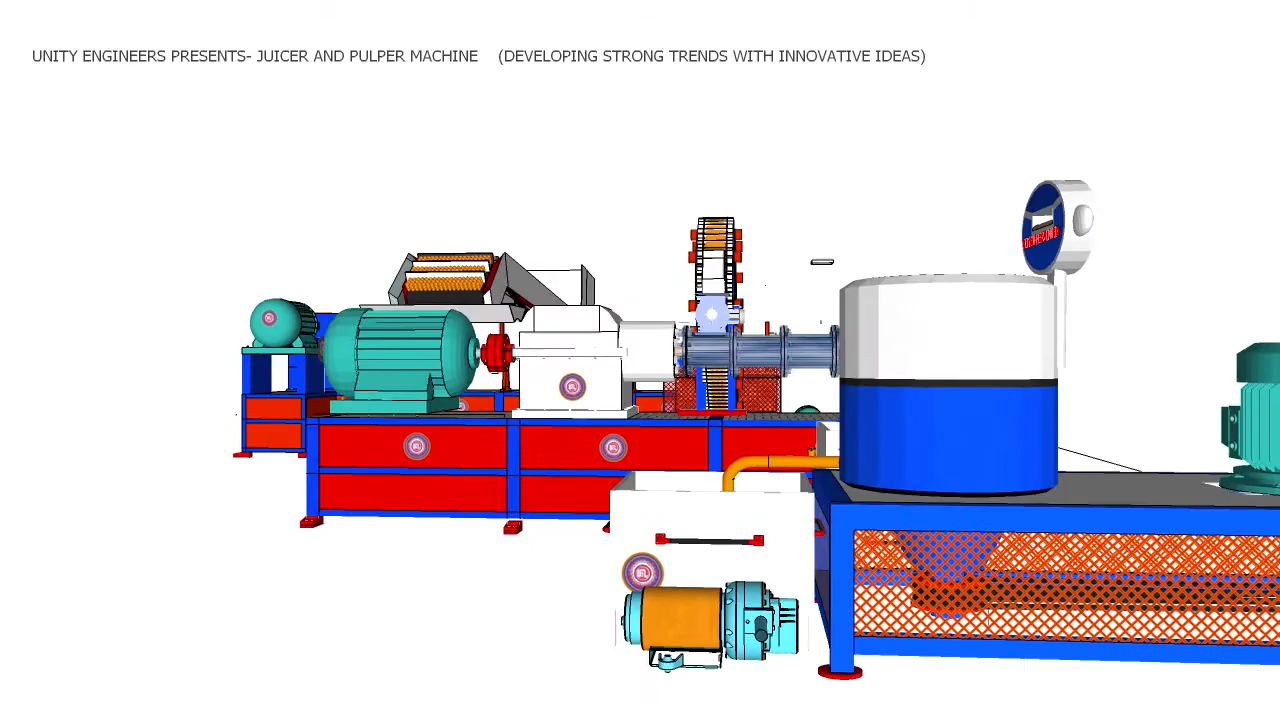 UNITY ENGINEERS PRESENTS- JUICER AND PULPER MACHINE (DEVELOPING STRONG TRENDS WITH INNOVATIVE IDEAS)